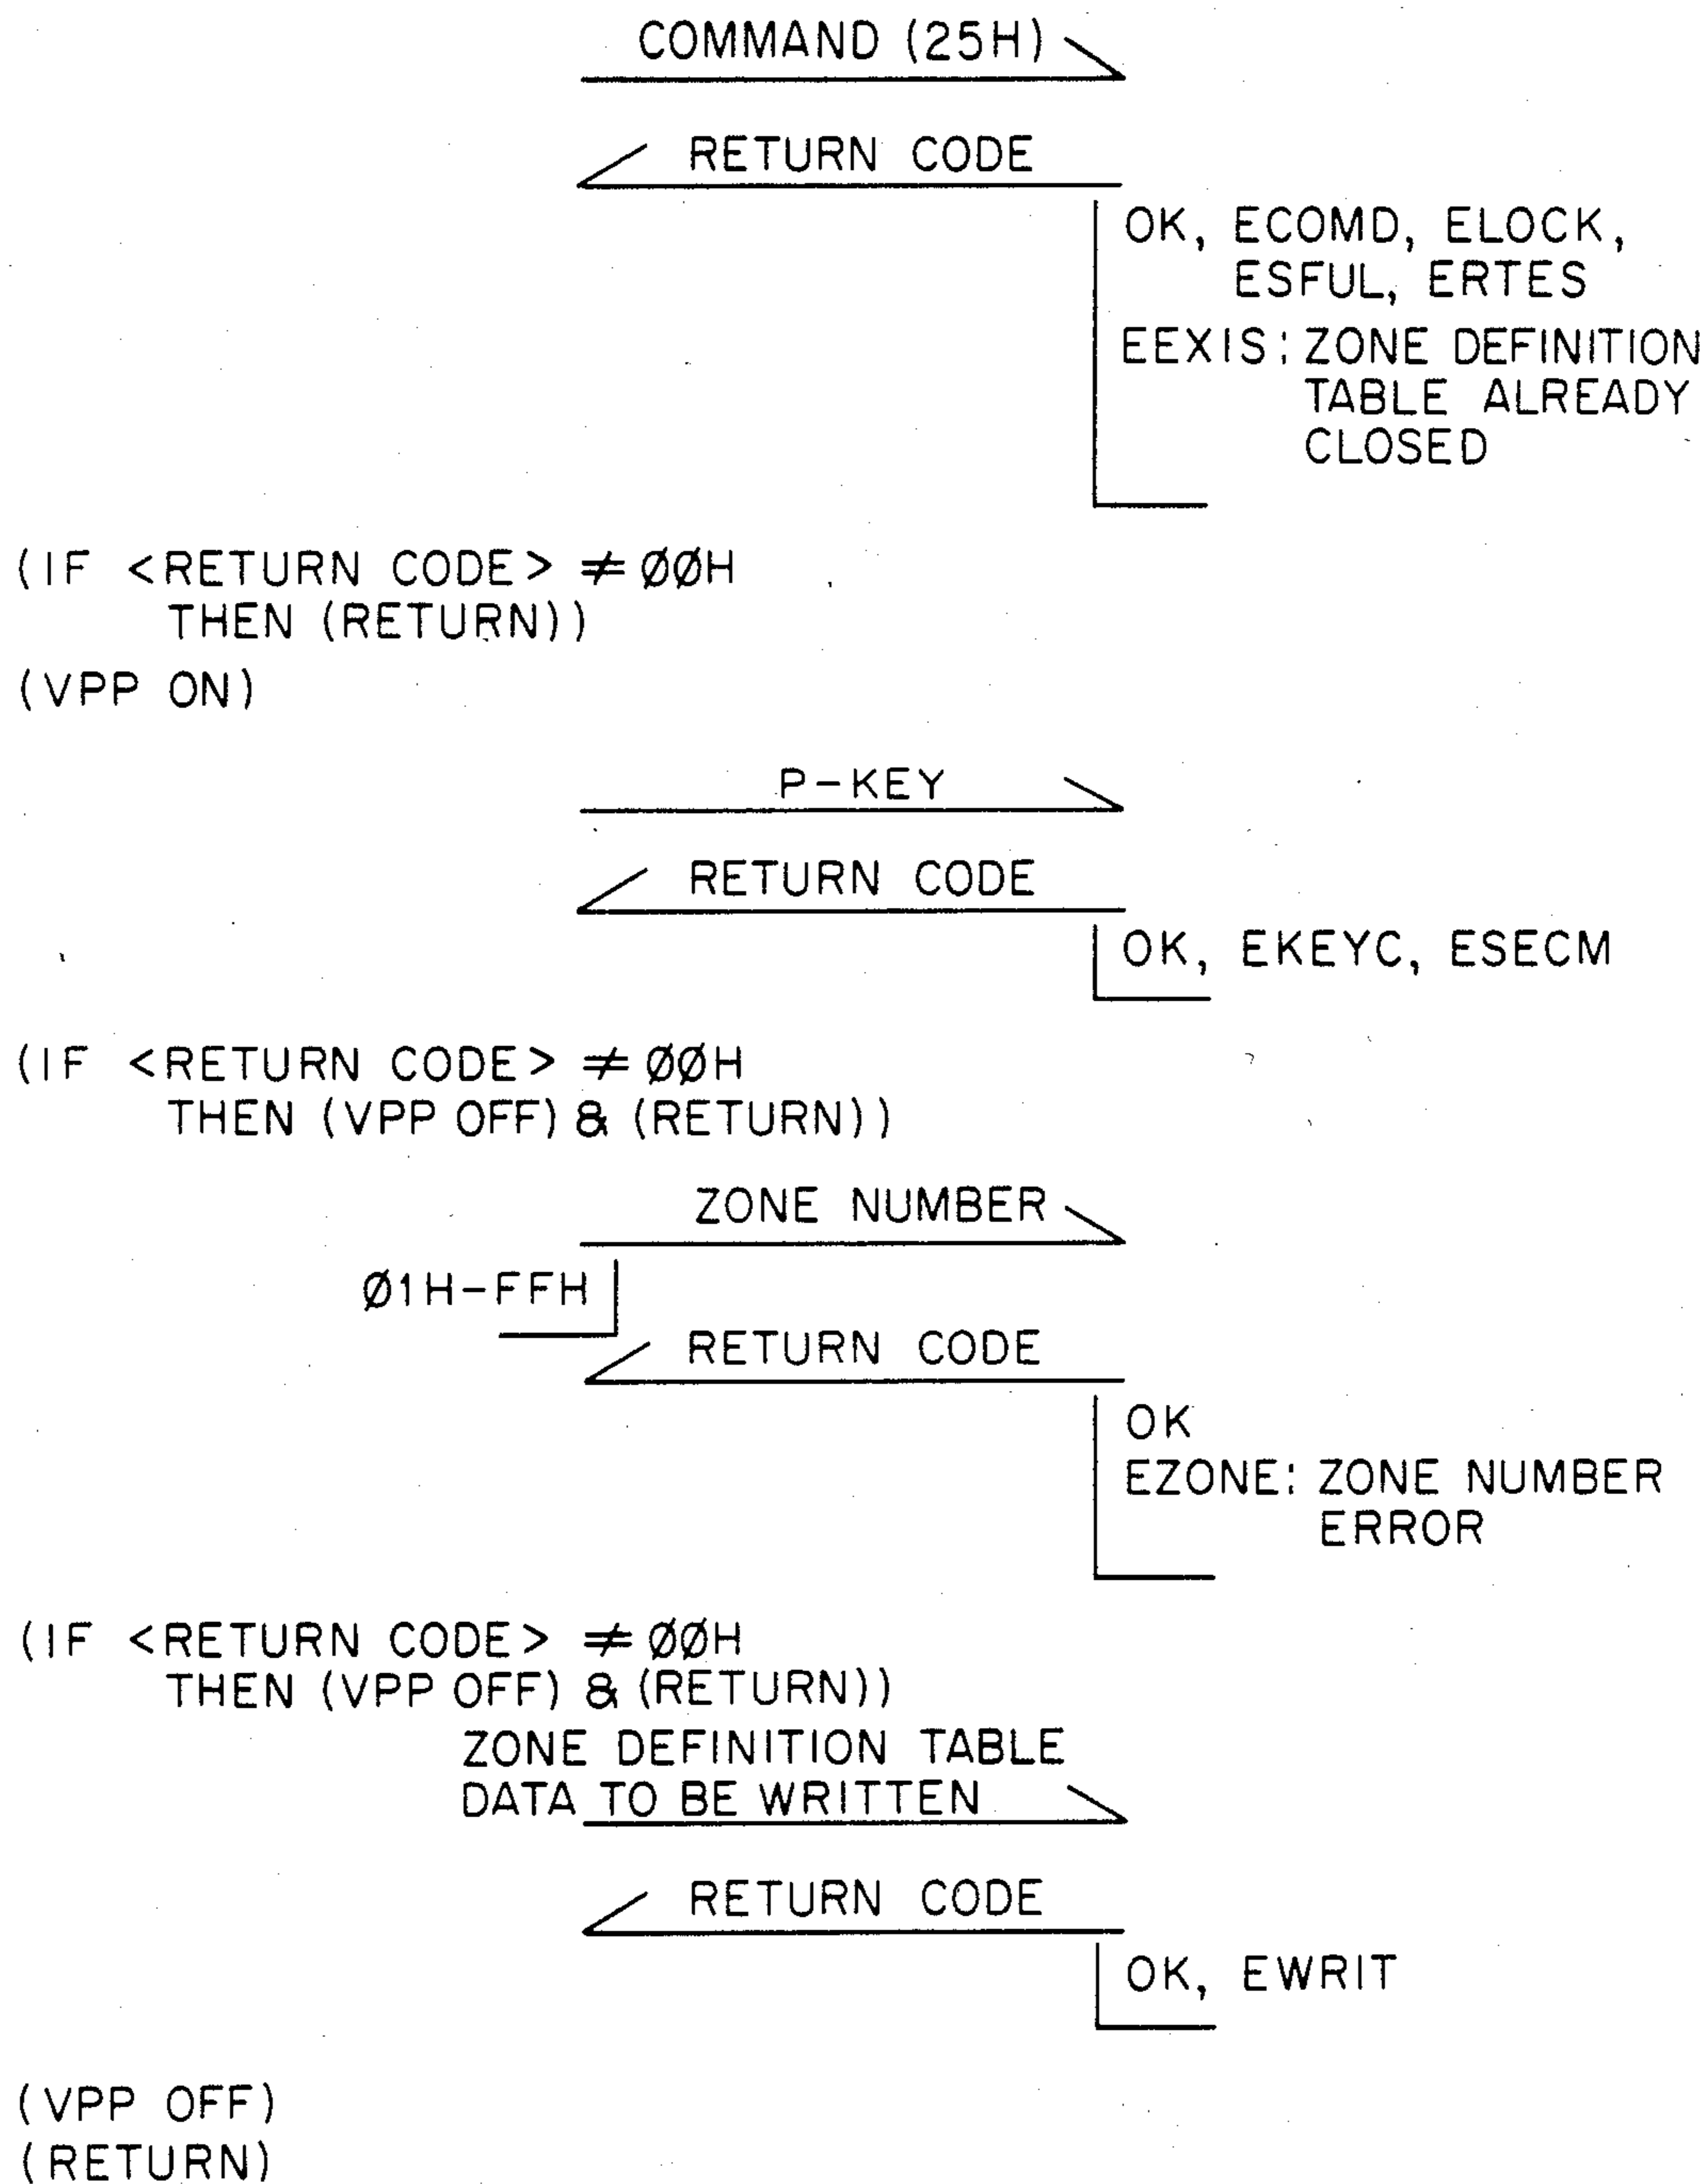 COMMAND (25H)
RETURN CODE
OK, ECOMD, ELOCK,
ESFUL, ERTES
EEXIS: ZONE DEFINITION
TABLE ALREADY
CLOSED
(IF <RETURN CODE> ≠ ØØH
THEN (RETURN))
(VPP ON)
P-KEY
RETURN CODE
OK, EKEYC, ESECM
(IF <RETURN CODE> ≠ ØØH
THEN (VPP OFF) & (RETURN))
ZONE NUMBER
Ø1H-FFH
RETURN CODE
OK
EZONE: ZONE NUMBER
ERROR
(IF <RETURN CODE> ≠ ØØH
THEN (VPP OFF) & (RETURN))
ZONE DEFINITION TABLE
DATA TO BE WRITTEN
RETURN CODE
OK, EWRIT
(VPP OFF)
(RETURN)